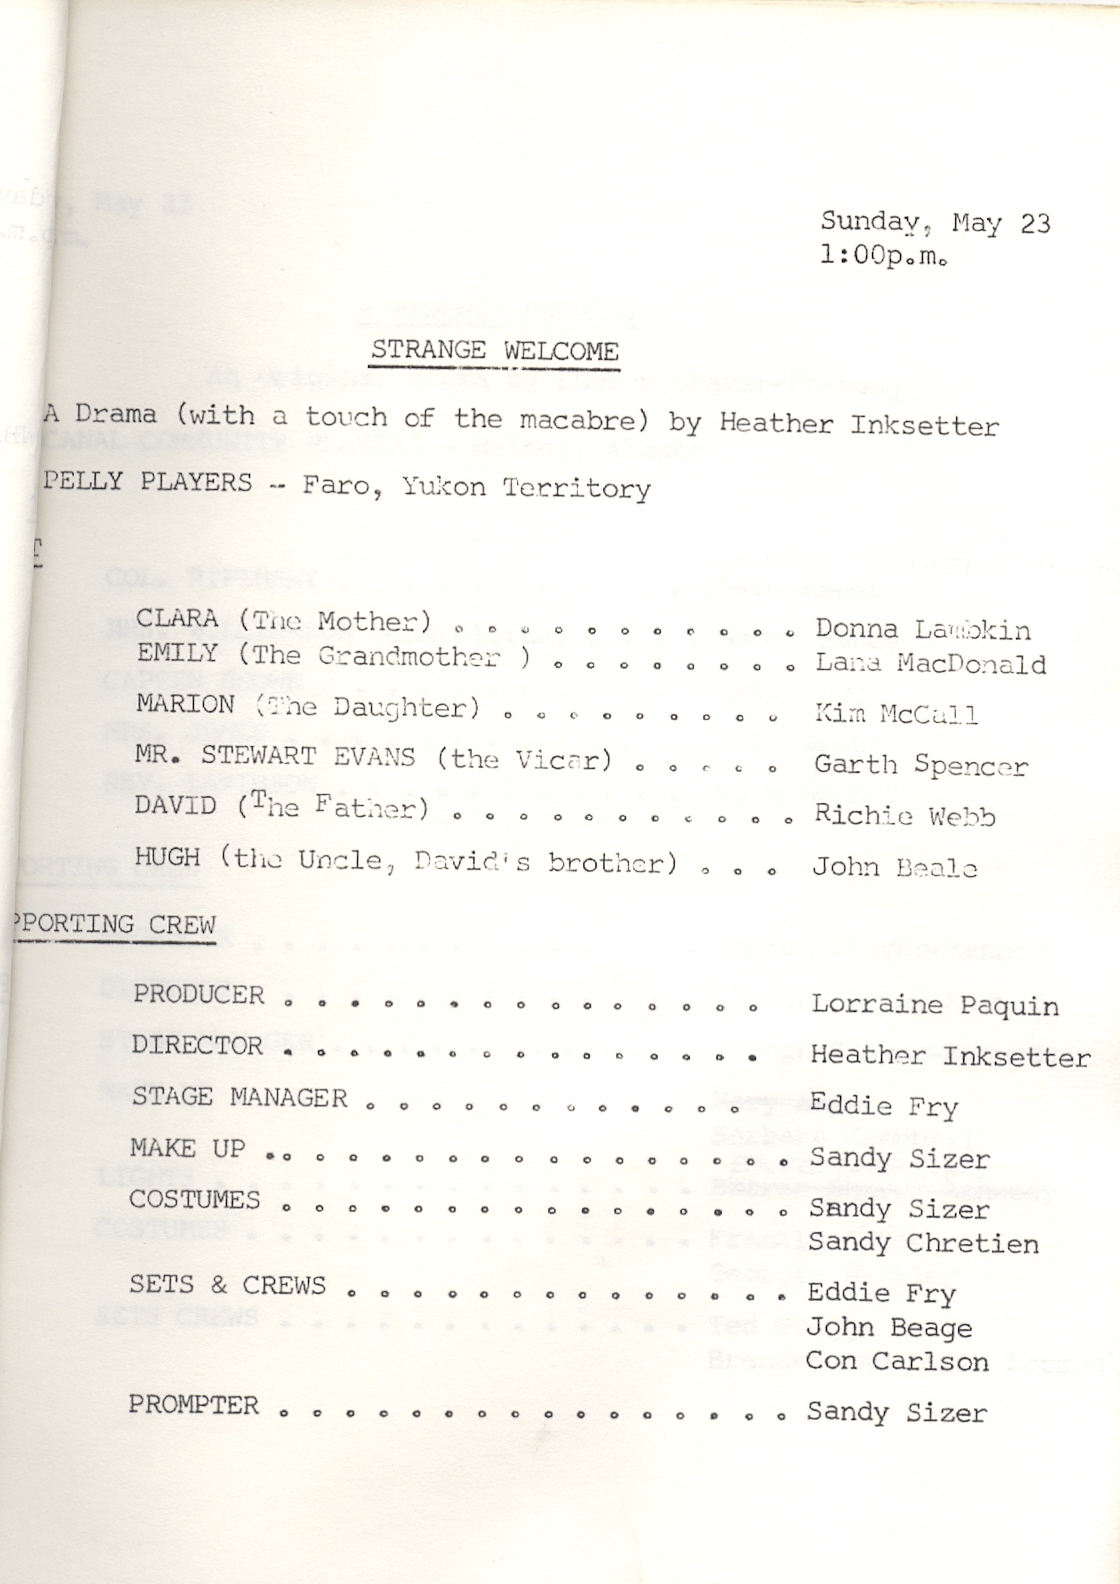 Sunday, May 23
1:00p.m.
STRANGE WELCOME
A Drama (with a touch of the macabre) by Heather Inksetter
PELLY PLAYERS - Faro, Yukon Territory
CLARA (The Mother) . . . . . . . . . . . Donna Lambkin
EMILY (The Grandmother ) . . . . . . . . Lana MacDonald
MARION (The Daughter) . . . . . . . . . Kim McCall
MR. STEWART EVANS (the Vicar) . . . . . Garth Spencer
DAVID (The Father) . . . . . . . . . . . Richie Webb
HUGH (the Uncle, David's brother) . . . John Beale
PPORTING CREW
PRODUCER . . . . . . . . . . . . . . . Lorraine Paquin
DIRECTOR . . . . . . . . . . . . . . . Heather Inksetter
STAGE MANAGER . . . . . . . . . . . . Eddie Fry
MAKE UP . . . . . . . . . . . . . . . . . Sandy Sizer
COSTUMES . . . . . . . . . . . . . . . . Sandy Sizer
Sandy Chretien
SETS & CREWS . . . . . . . . . . . . . . Eddie Fry
John Beage
Con Carlson
PROMPTER . . . . . . . . . . . . . . . . Sandy Sizer